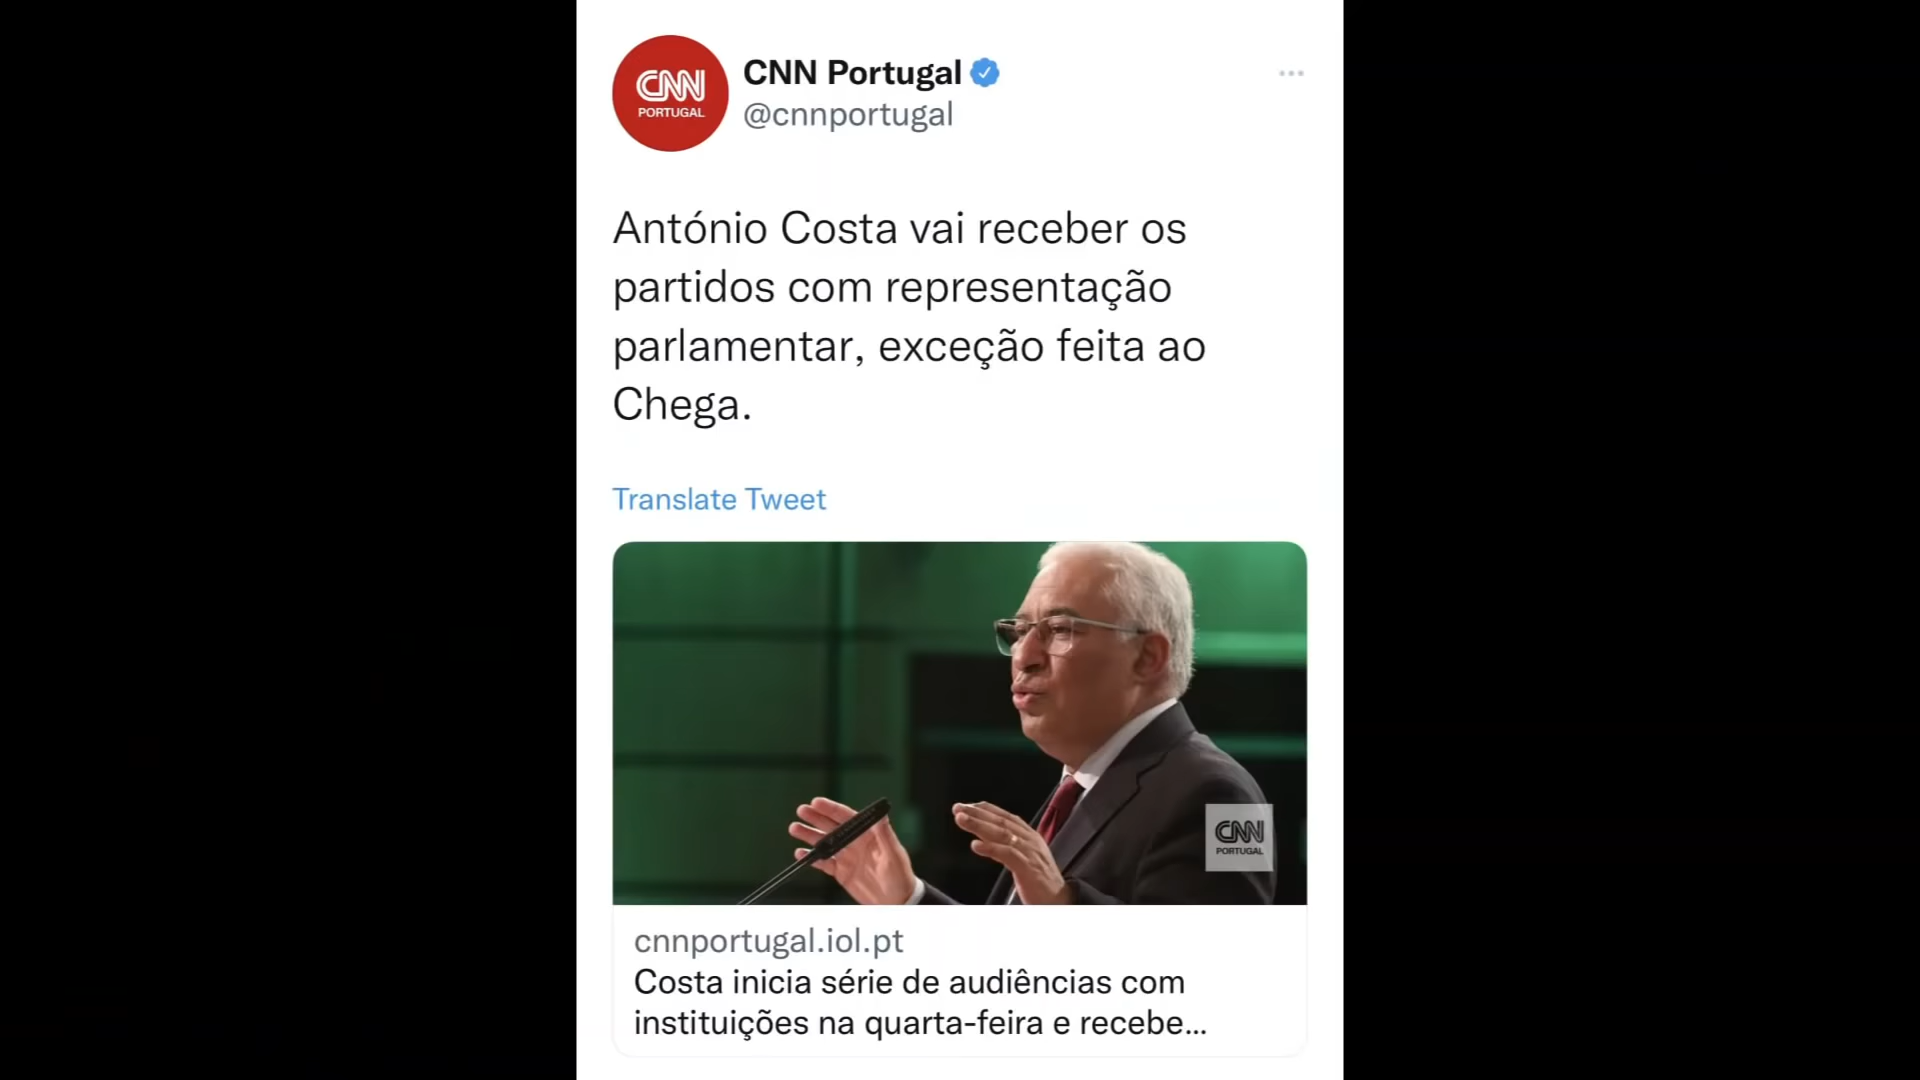 CNN
PORTUGAL
CNN Portugal
@cnnportugal
António Costa vai receber os
partidos com representação
parlamentar, exceção feita ao
Chega.
Translate Tweet
CNN
PORTUGAL
cnnportugal.iol.pt
Costa inicia série de audiências com
instituições na quarta-feira e recebe...